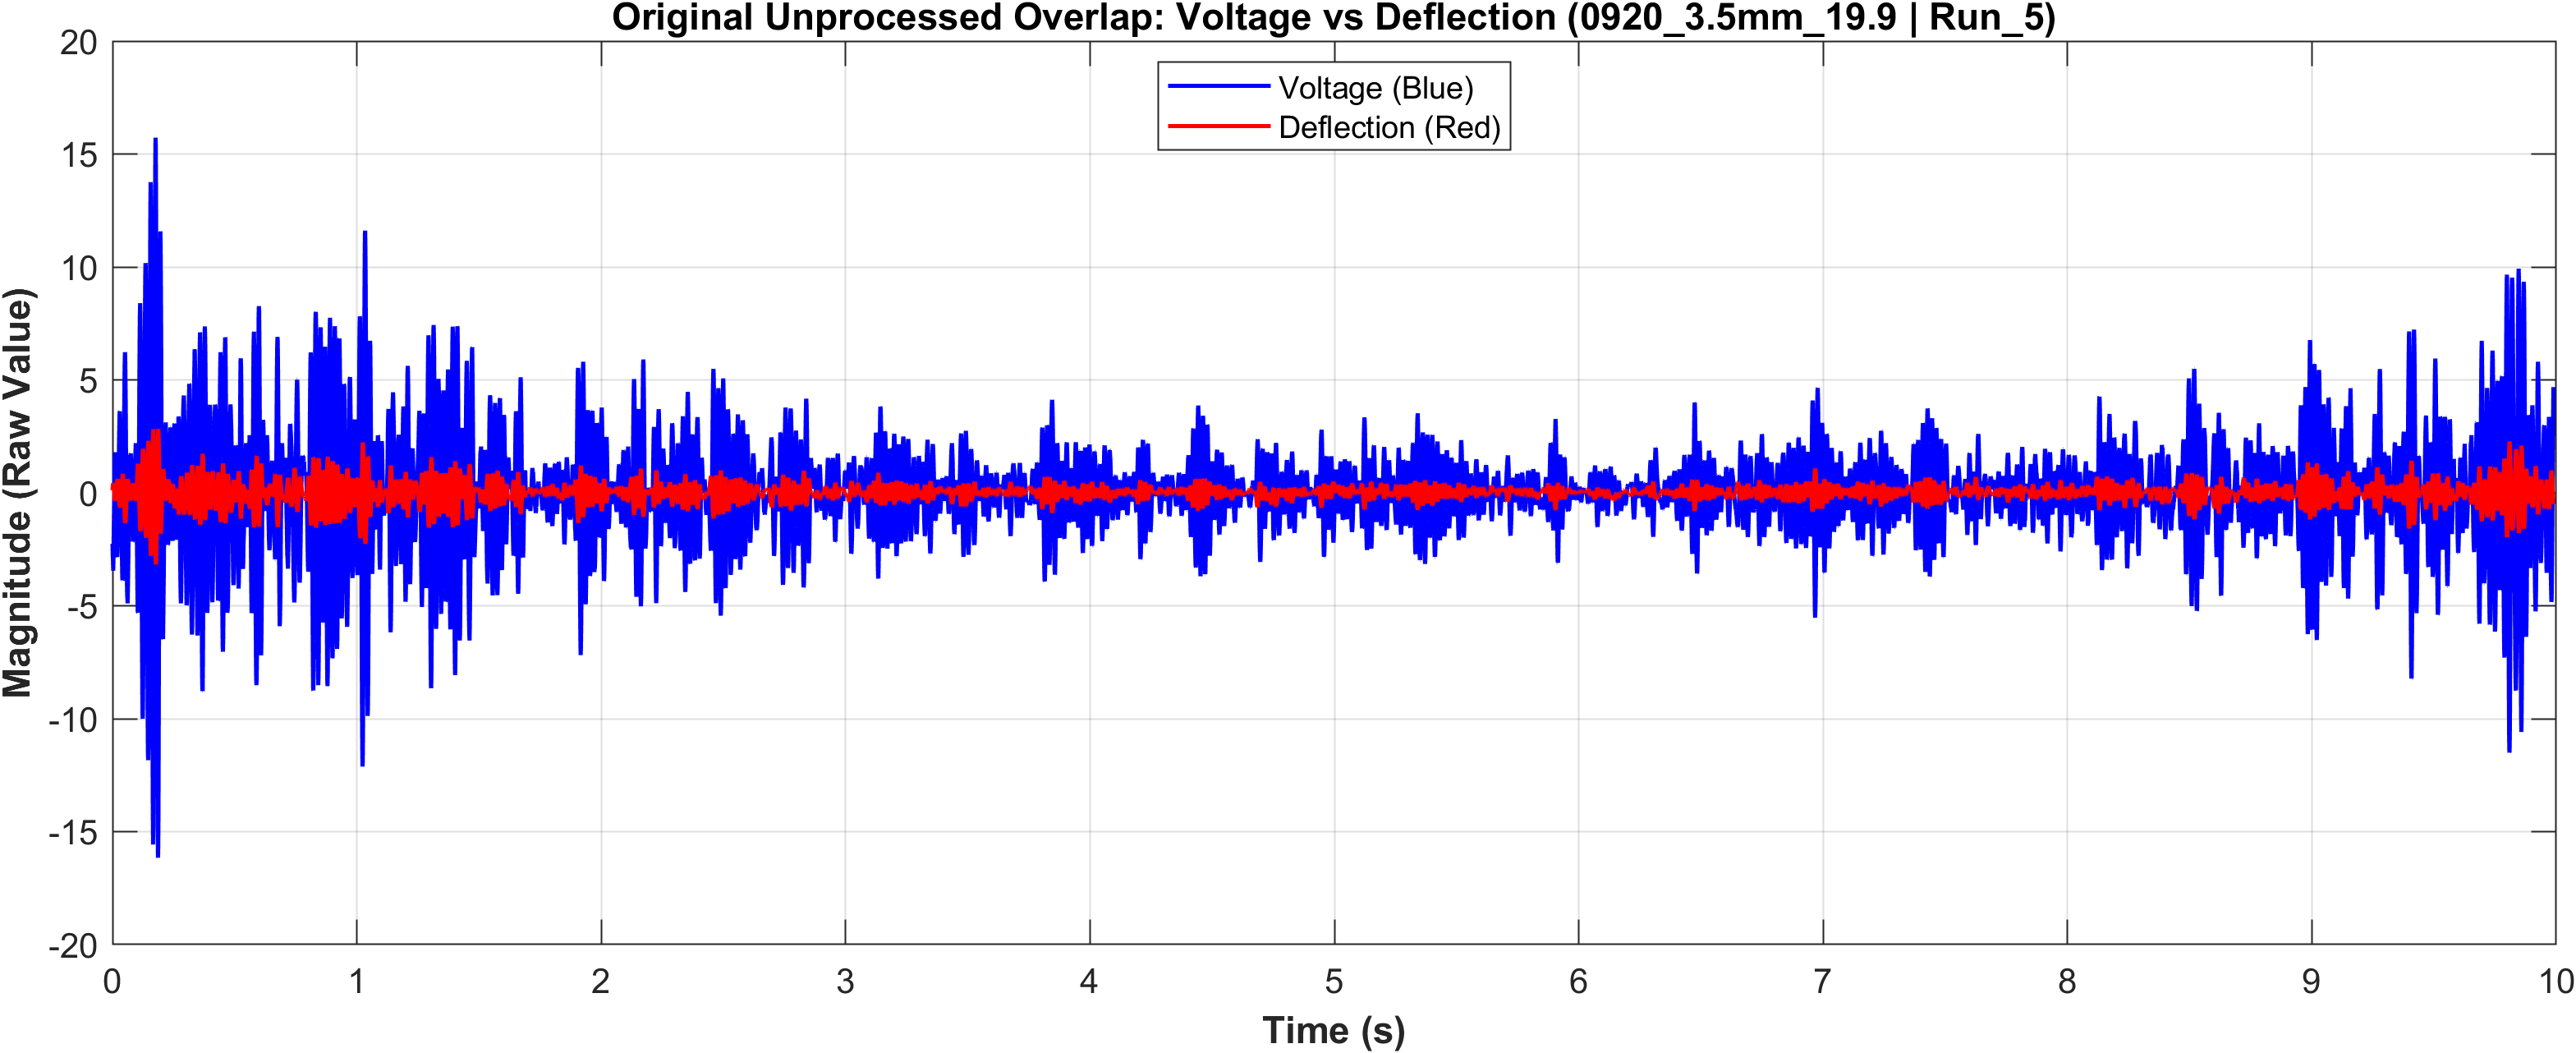 Original Unprocessed Overlap: Voltage vs Deflection (0920_3.5mm_19.9 | Run_5)
Voltage (Blue)
Deflection (Red)
Magnitude (Raw Value)
20
15
10
5
0
-5
-10
-15
-20
0 1 2 3 4 5 6 7 8 9 10
Time (s)